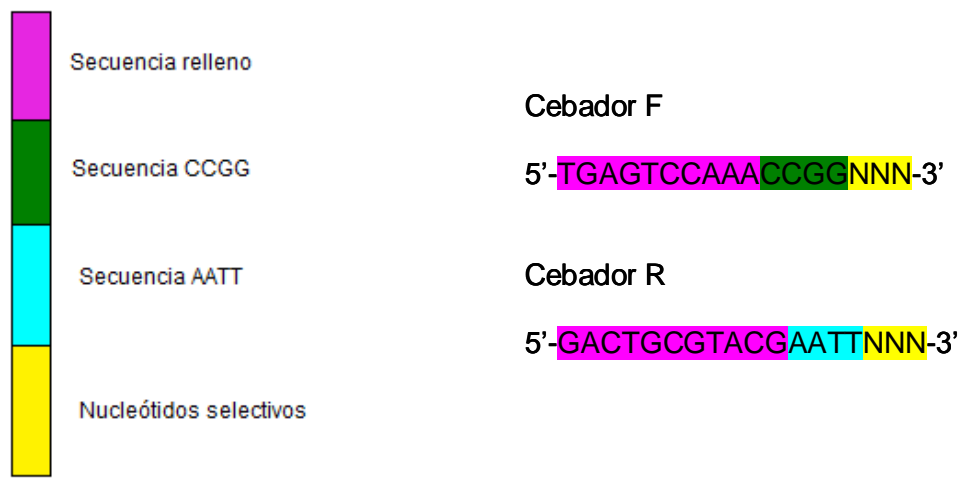 Secuencia relleno
Secuencia CCGG
Secuencia AATT
Nucleótidos selectivos
Cebador F
5’-TGAGTCCAAACCGGNNN-3’
Cebador R
5’-GACTGCGTACGAATTNNN-3’